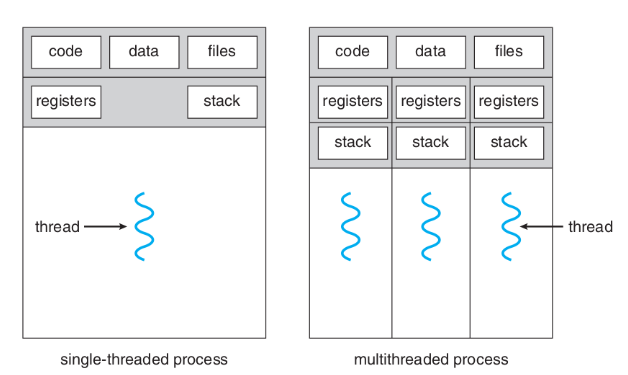 code data files code data files
registers stack registers registers registers
stack stack stack
thread thread
single-threaded process multithreaded process